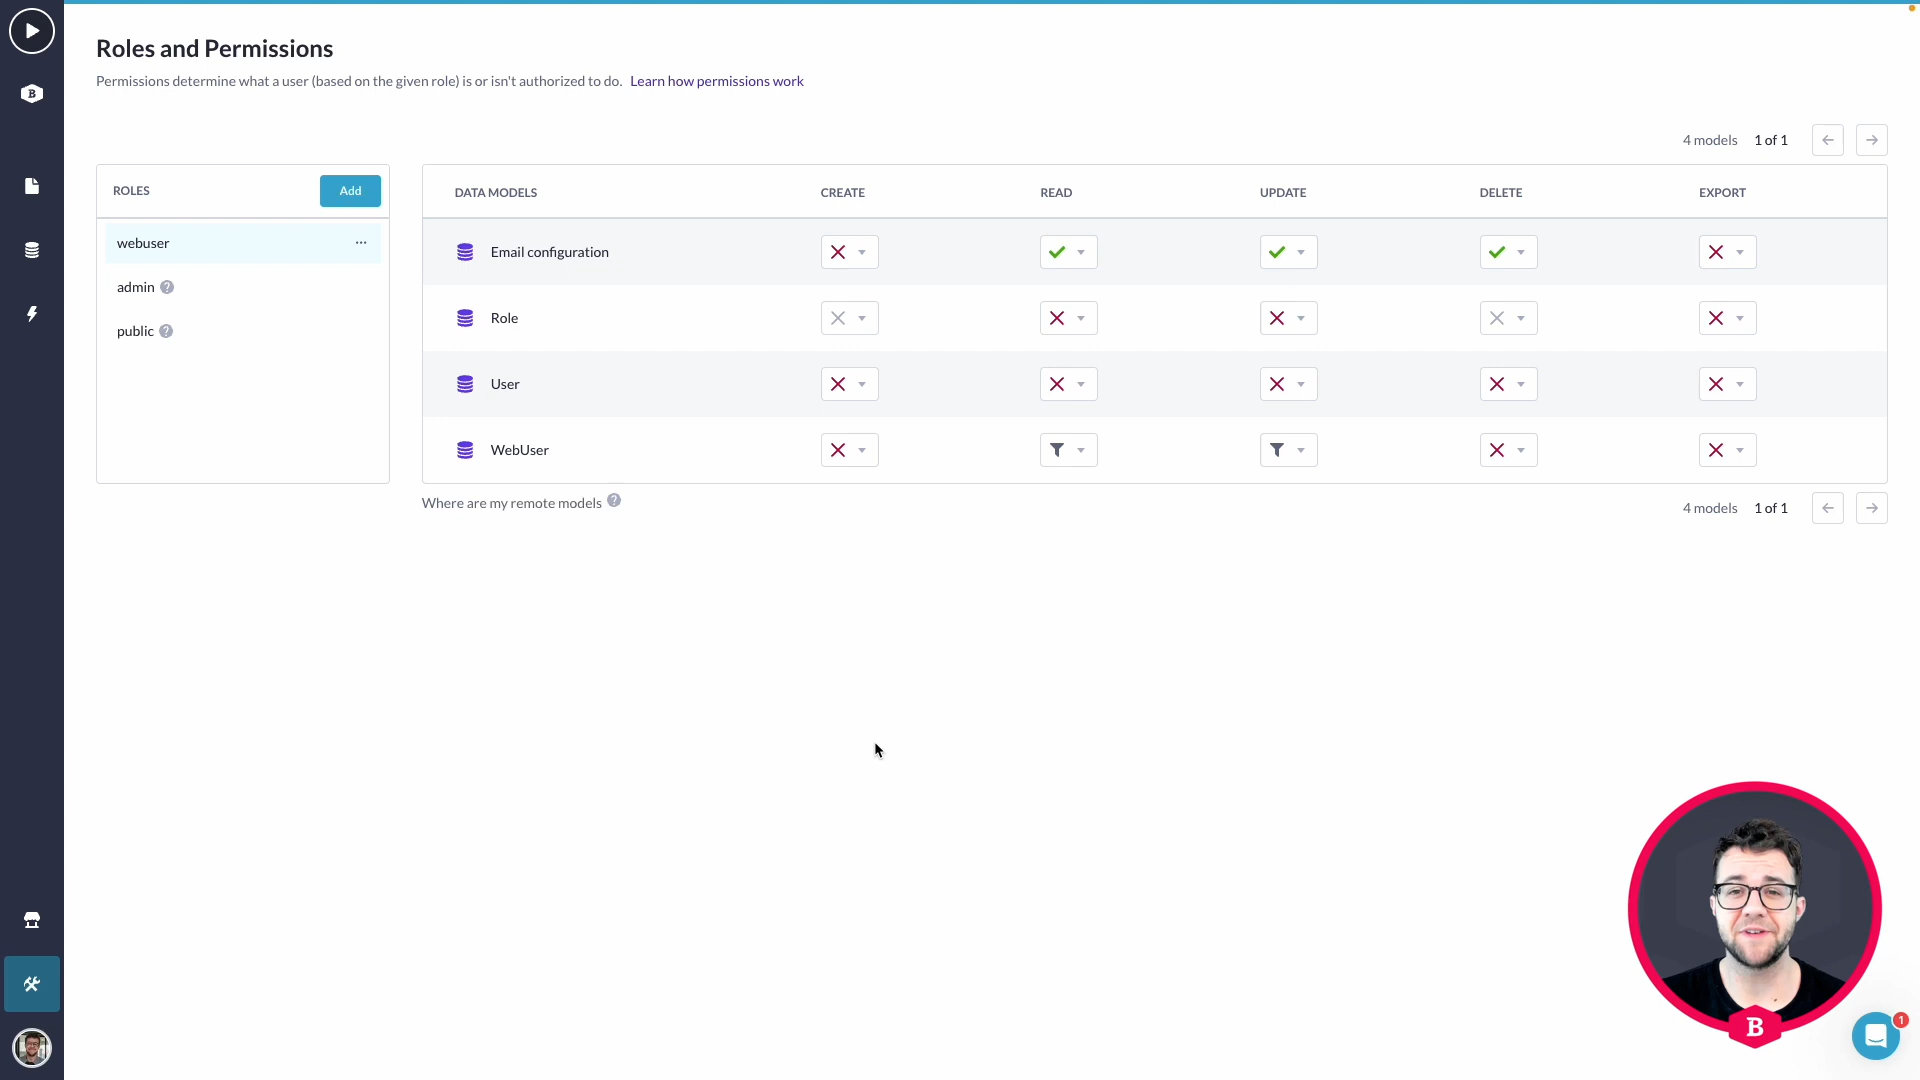 B
Roles and Permissions
Permissions determine what a user (based on the given role) is or isn't authorized to do. Learn how permissions work
4 models 1 of 1
ROLES Add
webuser ...
admin ?
public ?
DATA MODELS CREATE READ UPDATE DELETE EXPORT
Email configuration
Role
User
WebUser
Where are my remote models ?
4 models 1 of 1
B
1